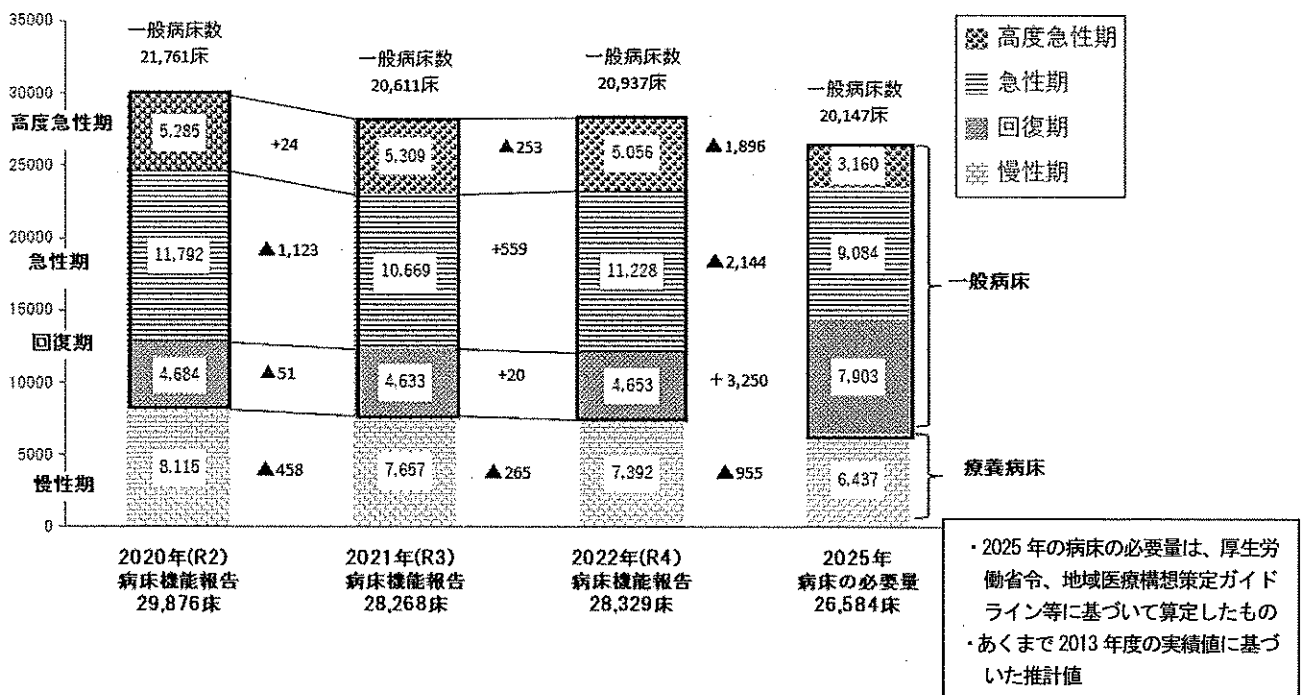 35000
30000
25000
20000
15000
10000
5000
0
高度急性期
急性期
回復期
慢性期
一般病床数
21,761床
5,285
11,792
4,684
8,115
+24
▲1,123
▲51
▲458
一般病床数
20,611床
5,309
10,669
4,633
7,657
▲253
+559
+20
▲265
一般病床数
20,937床
5,056
11,228
4,653
7,392
▲1,896
▲2,144
+3,250
▲955
一般病床数
20,147床
3,160
9,084
7,903
6,437
高度急性期
急性期
回復期
慢性期
一般病床
療養病床
2020年(R2)
病床機能報告
29,876床
2021年(R3)
病床機能報告
28,268床
2022年(R4)
病床機能報告
28,329床
2025年
病床の必要量
26,584床
・2025年の病床の必要量は、厚生労
働省令、地域医療構想策定ガイド
ライン等に基づいて算定したもの
・あくまで2013年度の実績値に基づ
いた推計値